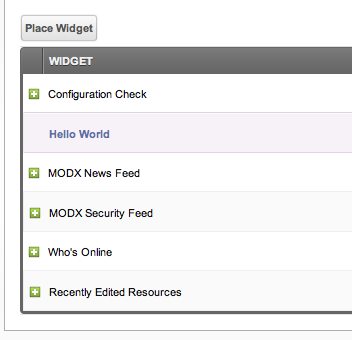 Place Widget
WIDGET
Configuration Check
Hello World
MODX News Feed
MODX Security Feed
Who's Online
Recently Edited Resources